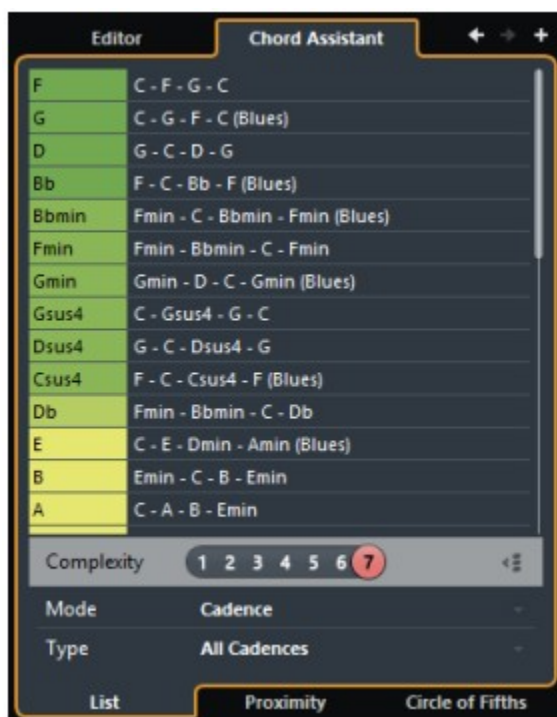 Editor Chord Assistant
F C - F - G - C
G C - G - F - C (Blues)
D G - C - D - G
Bb F - C - Bb - F (Blues)
Bbmin Fmin - C - Bbmin - Fmin (Blues)
Fmin Fmin - Bbmin - C - Fmin
Gmin Gmin - D - C - Gmin (Blues)
Gsus4 C - Gsus4 - G - C
Dsus4 G - C - Dsus4 - G
Csus4 F - C - Csus4 - F (Blues)
Db Fmin - Bbmin - C - Db
E C - E - Dmin - Amin (Blues)
B Emin - C - B - Emin
A C - A - B - Emin
Complexity 1 2 3 4 5 6 7
Mode Cadence
Type All Cadences
List Proximity Circle of Fifths